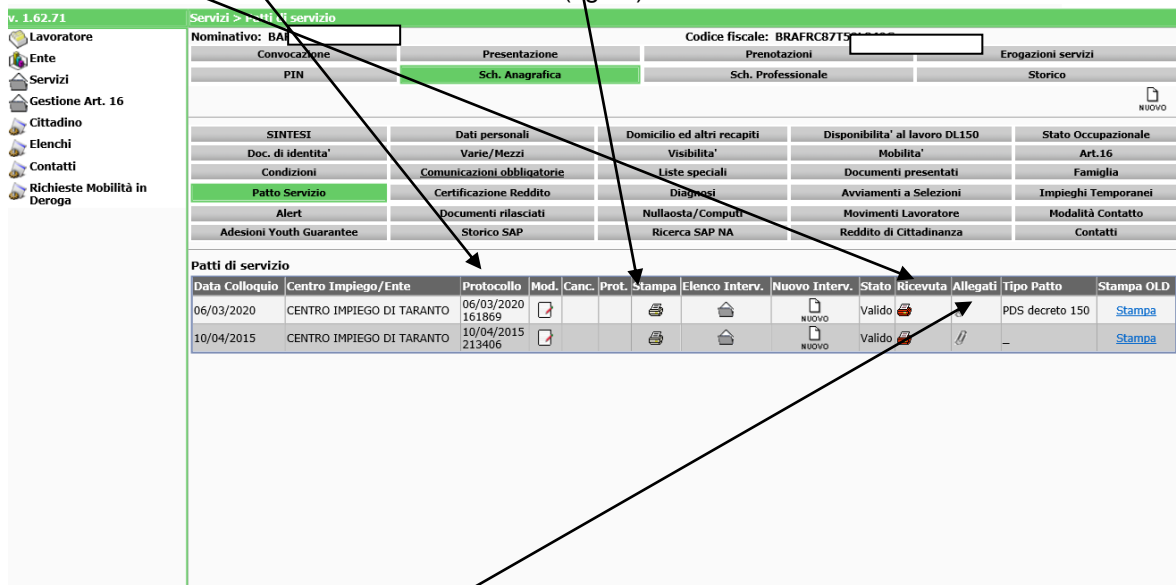 v. 1.62.71
Servizi > Patti di servizio
Lavoratore
Ente
Servizi
Gestione Art. 16
Cittadino
Elenchi
Contatti
Richieste Mobilità in
Deroga
Nominativo: BAR
Codice fiscale: BRAFRC87T5
Convocazione Presentazione Prenotazioni Erogazioni servizi
PIN Sch. Anagrafica Sch. Professionale Storico
NUOVO
SINTESI Dati personali Domicilio ed altri recapiti Disponibilita' al lavoro DL150 Stato Occupazionale
Doc. di identita' Varie/Mezzi Visibilita' Mobilita' Art.16
Condizioni Comunicazioni obbligatorie Liste speciali Documenti presentati Famiglia
Patto Servizio Certificazione Reddito Diagnosi Avviamenti a Selezioni Impieghi Temporanei
Alert Documenti rilasciati Nullaosta/Computi Movimenti Lavoratore Modalità Contatto
Adesioni Youth Guarantee Storico SAP Ricerca SAP NA Reddito di Cittadinanza Contatti
Patti di servizio
Data Colloquio Centro Impiego/Ente Protocollo Mod. Canc. Prot. Stampa Elenco Interv. Nuovo Interv. Stato Ricevuta Allegati Tipo Patto Stampa OLD
06/03/2020 CENTRO IMPIEGO DI TARANTO 06/03/2020 161869 NUOVO Valido PDS decreto 150 Stampa
10/04/2015 CENTRO IMPIEGO DI TARANTO 10/04/2015 213406 NUOVO Valido _ Stampa